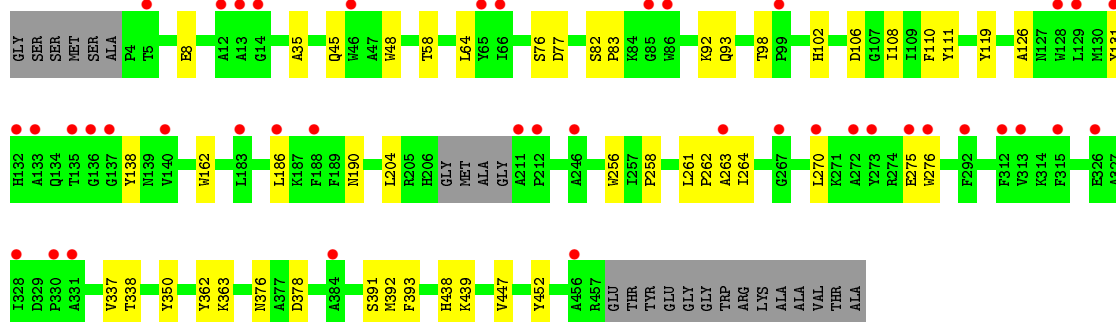 GLY SER SER MET SER ALA P4 T5 E8 A12 A13 G14 A35 Q45 W46 A47 W48 T58 L64 Y65 I66 S76 D77 S82 P83 K84 G85 W86 K92 Q93 T98 P99 H102 D106 G107 I108 I109 F110 Y111 Y119 A126 N127 W128 L129 M130 Y131
H132 A133 Q134 T135 G136 G137 Y138 N139 V140 W162 L183 L186 K187 F188 F189 N190 L204 R205 H206 GLY MET ALA GLY A211 P212 A246 W256 I257 P258 L261 P262 A263 I264 G267 L270 K271 A272 Y273 R274 E275 W276 F292 F312 V313 K314 F315 E326 A327
I328 D329 P330 A331 V337 T338 Y350 Y362 K363 N376 A377 D378 A384 S391 M392 F393 H438 K439 V447 Y452 A456 R457 GLU THR TYR GLU GLY GLY TRP ARG LYS ALA ALA VAL THR ALA